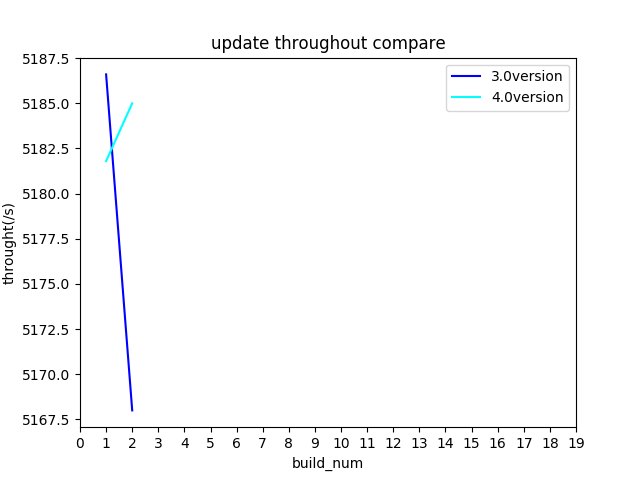 update throughout compare
3.0version
4.0version
throught(/s)
5187.5
5185.0
5182.5
5180.0
5177.5
5175.0
5172.5
5170.0
5167.5
0 1 2 3 4 5 6 7 8 9 10 11 12 13 14 15 16 17 18 19
build_num